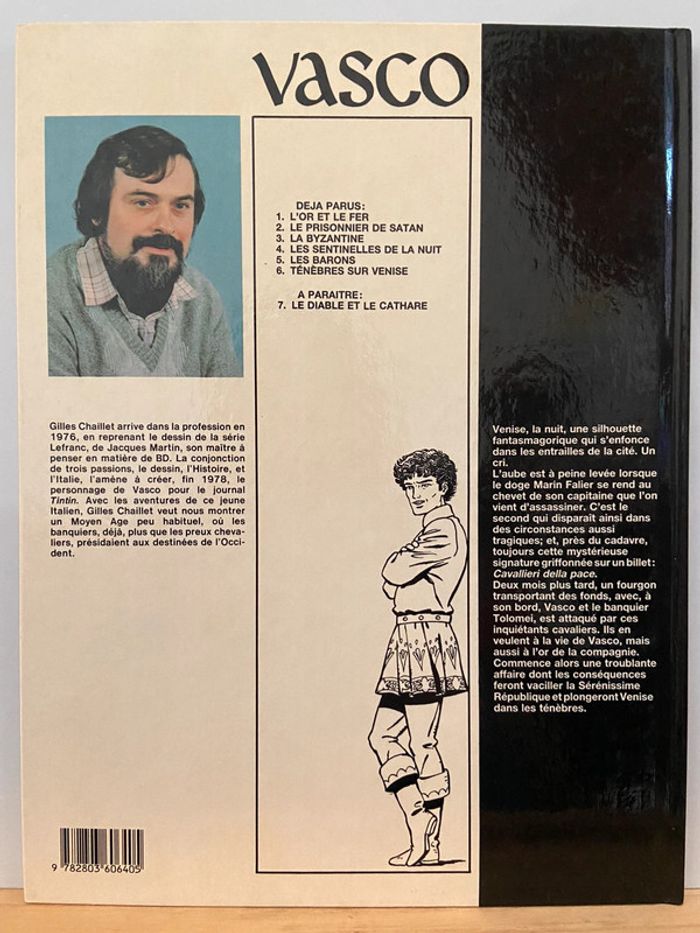 VASCO
DEJA PARUS:
1. L'OR ET LE FER
2. LE PRISONNIER DE SATAN
3. LA BYZANTINE
4. LES SENTINELLES DE LA NUIT
5. LES BARONS
6. TÉNÈBRES SUR VENISE
A PARAITRE:
7. LE DIABLE ET LE CATHARE
Gilles Chaillet arrive dans la profession en
1976, en reprenant le dessin de la série
Lefranc, de Jacques Martin, son maître à
penser en matière de BD. La conjonction
de trois passions, le dessin, l'Histoire, et
l'Italie, l'amène à créer, fin 1978, le
personnage de Vasco pour le journal
Tintin. Avec les aventures de ce jeune
Italien, Gilles Chaillet veut nous montrer
un Moyen Age peu habituel, où les
banquiers, déjà, plus que les preux cheva-
liers, présidaient aux destinées de l'Occi-
dent.
Venise, la nuit, une silhouette
fantasmagorique qui s'enfonce
dans les entrailles de la cité. Un
cri.
L'aube est à peine levée lorsque
le doge Marin Falier se rend au
chevet de son capitaine que l'on
vient d'assassiner. C'est le
second qui disparaît ainsi dans
des circonstances aussi
tragiques; et, près du cadavre,
toujours cette mystérieuse
signature griffonnée sur un billet:
Cavallieri della pace.
Deux mois plus tard, un fourgon
transportant des fonds, avec, à
son bord, Vasco et le banquier
Tolomei, est attaqué par ces
inquiétants cavaliers. Ils en
veulent à la vie de Vasco, mais
aussi à l'or de la compagnie.
Commence alors une troublante
affaire dont les conséquences
feront vaciller la Sérénissime
République et plongeront Venise
dans les ténèbres.
9 782803 606405